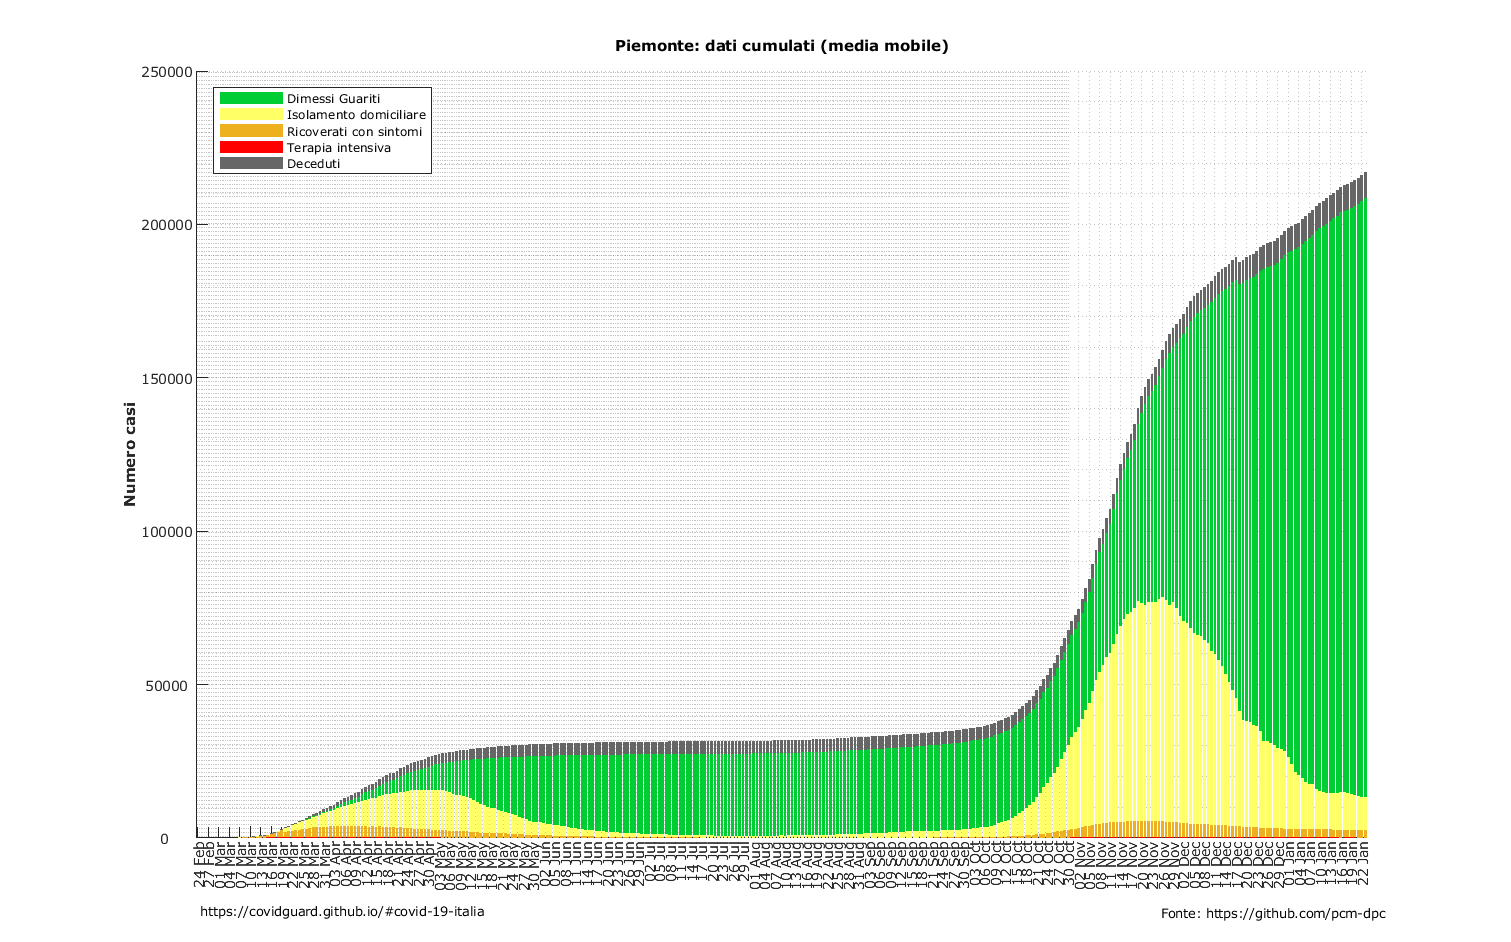 Piemonte: dati cumulati (media mobile)
250000
200000
150000
100000
50000
0
Numero casi
Dimessi Guariti
Isolamento domiciliare
Ricoverati con sintomi
Terapia intensiva
Deceduti
24 Feb
27 Feb
01 Mar
04 Mar
07 Mar
10 Mar
13 Mar
16 Mar
19 Mar
22 Mar
25 Mar
28 Mar
31 Mar
03 Apr
06 Apr
09 Apr
12 Apr
15 Apr
18 Apr
21 Apr
24 Apr
27 Apr
30 Apr
03 May
06 May
09 May
12 May
15 May
18 May
21 May
24 May
27 May
30 May
02 Jun
05 Jun
08 Jun
11 Jun
14 Jun
17 Jun
20 Jun
23 Jun
26 Jun
29 Jun
02 Jul
05 Jul
08 Jul
11 Jul
14 Jul
17 Jul
20 Jul
23 Jul
26 Jul
29 Jul
01 Aug
04 Aug
07 Aug
10 Aug
13 Aug
16 Aug
19 Aug
22 Aug
25 Aug
28 Aug
31 Aug
03 Sep
06 Sep
09 Sep
12 Sep
15 Sep
18 Sep
21 Sep
24 Sep
27 Sep
30 Sep
03 Oct
06 Oct
09 Oct
12 Oct
15 Oct
18 Oct
21 Oct
24 Oct
27 Oct
30 Oct
02 Nov
05 Nov
08 Nov
11 Nov
14 Nov
17 Nov
20 Nov
23 Nov
26 Nov
29 Nov
02 Dec
05 Dec
08 Dec
11 Dec
14 Dec
17 Dec
20 Dec
23 Dec
26 Dec
29 Dec
01 Jan
04 Jan
07 Jan
10 Jan
13 Jan
16 Jan
19 Jan
22 Jan
https://covidguard.github.io/#covid-19-italia
Fonte: https://github.com/pcm-dpc